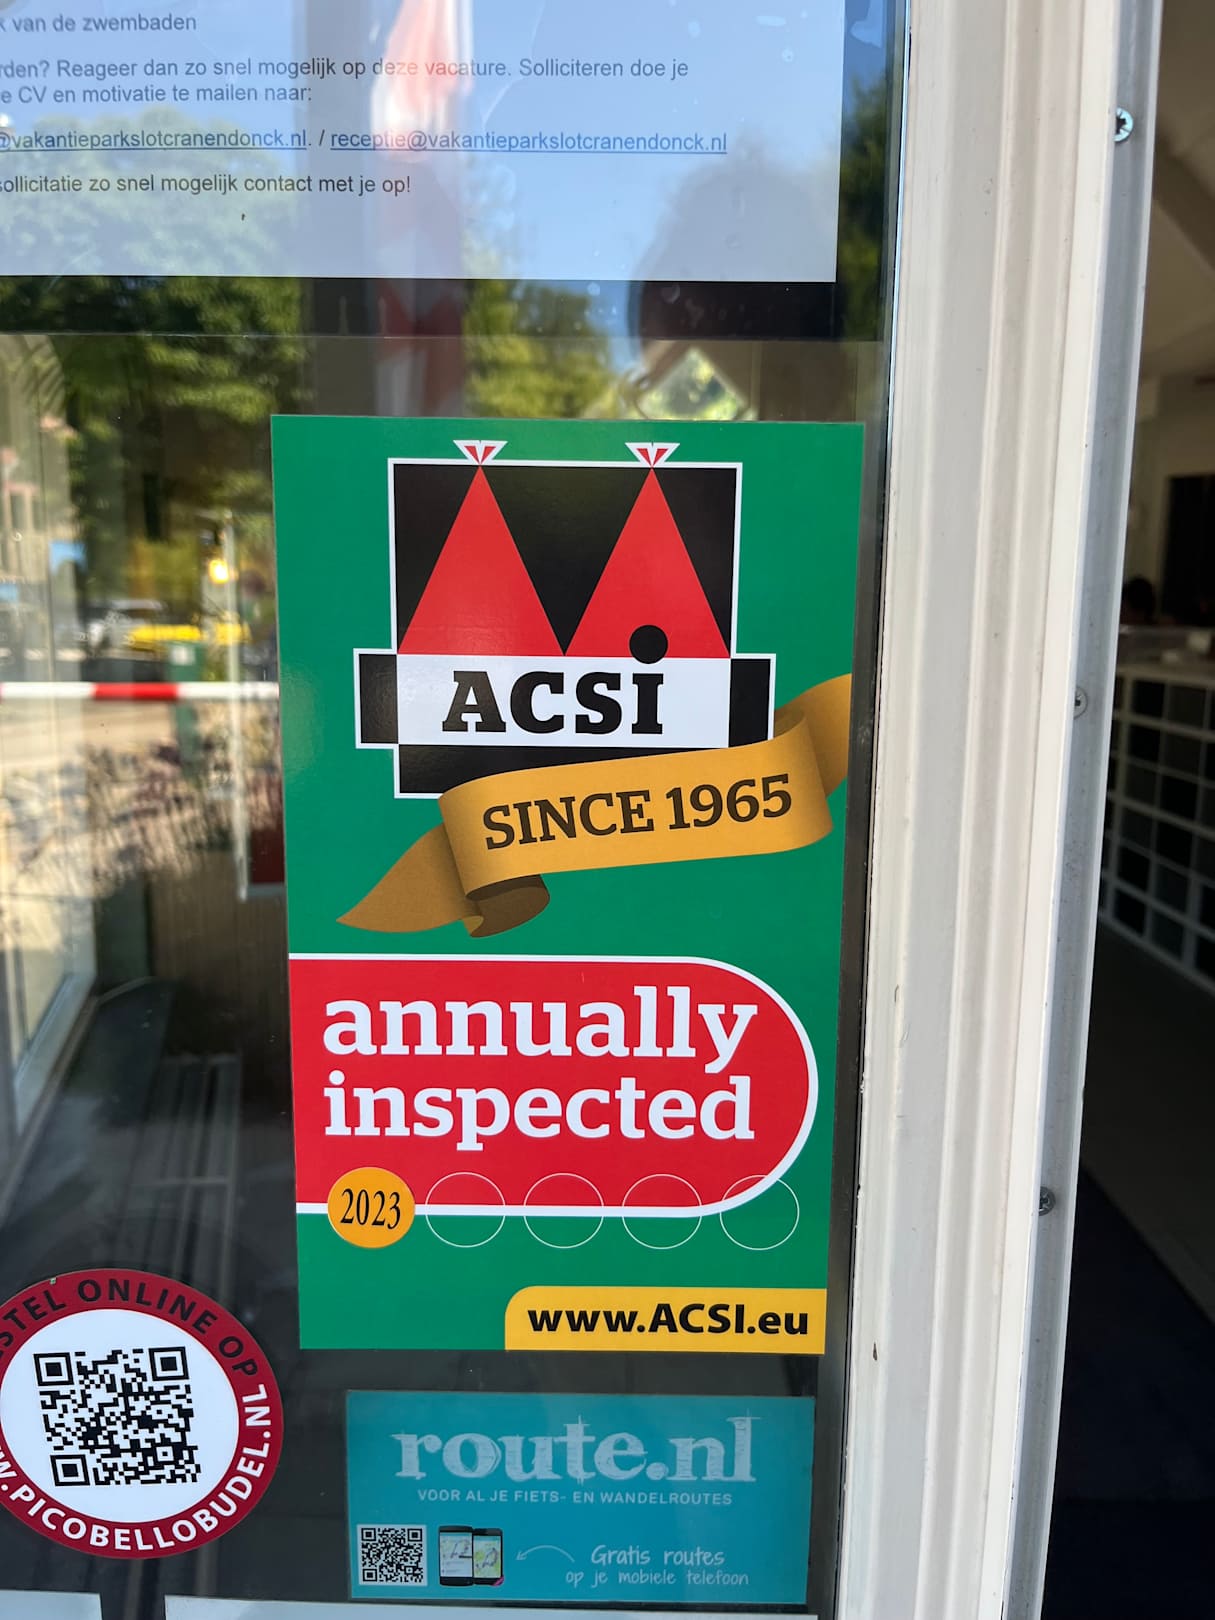 van de zwembaden
Reageer dan zo snel mogelijk op deze vacature. Solliciteren doe je
e CV en motivatie te mailen naar:
@vakantieparkslotcranendonck.nl. / receptie@vakantieparkslotcranendonck.nl
sollicitatie zo snel mogelijk contact met je op!
ACSI
SINCE 1965
annually
inspected
2023
www.ACSI.eu
STEL ONLINE OP
W.PICOBELLOBUDEL.NL
route.nl
VOOR AL JE FIETS- EN WANDELROUTES
Gratis routes
op je mobiele telefoon